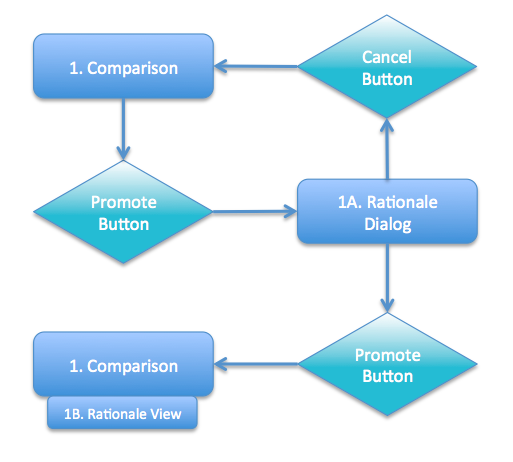 1. Comparison
Cancel
Button
Promote
Button
1A. Rationale
Dialog
1. Comparison
Promote
Button
1B. Rationale View